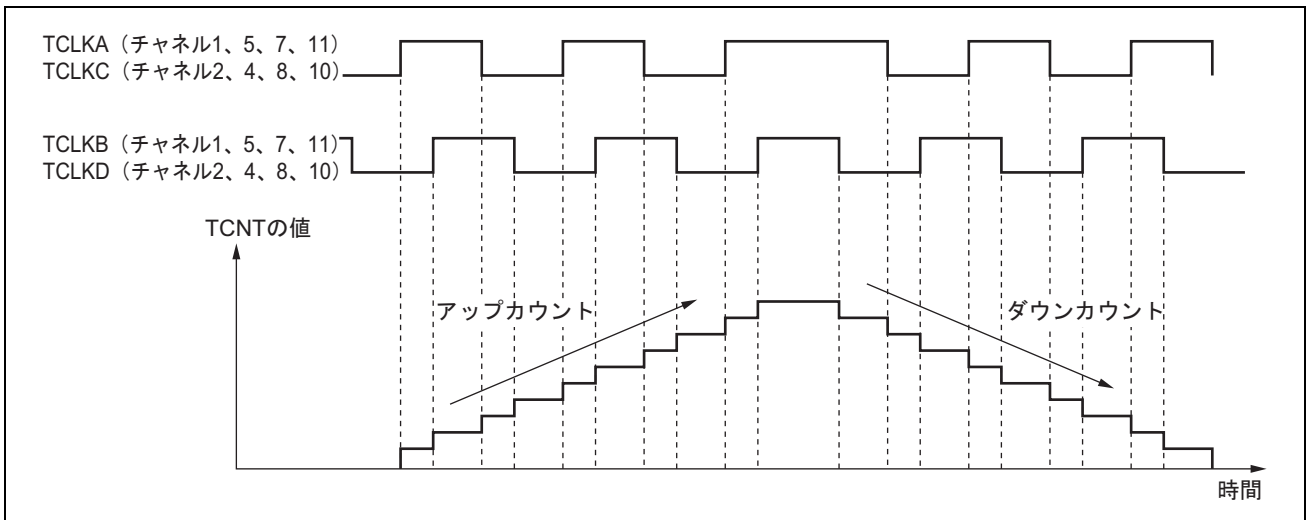 TCLKA（チャネル1、5、7、11）
TCLKC（チャネル2、4、8、10）
TCLKB（チャネル1、5、7、11）
TCLKD（チャネル2、4、8、10）
TCNTの値
アップカウント
ダウンカウント
時間